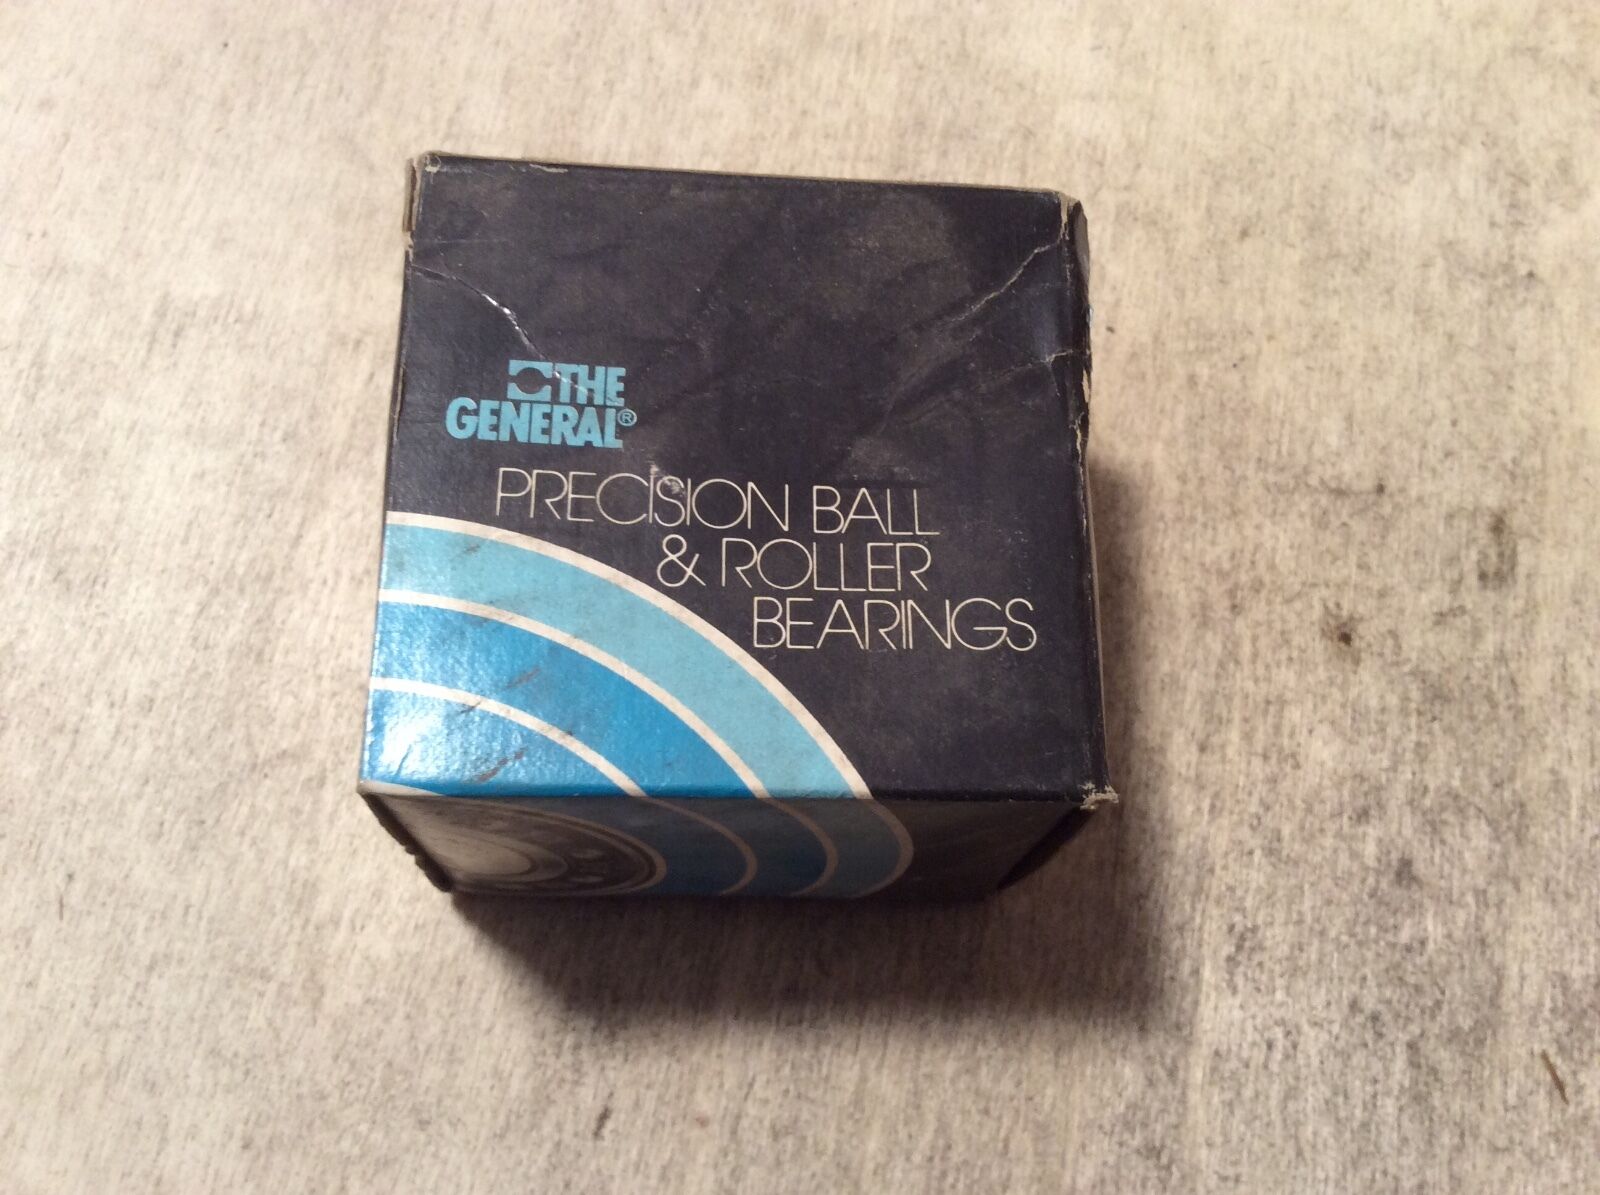 THE
GENERAL®
PRECISION BALL
& ROLLER
BEARINGS